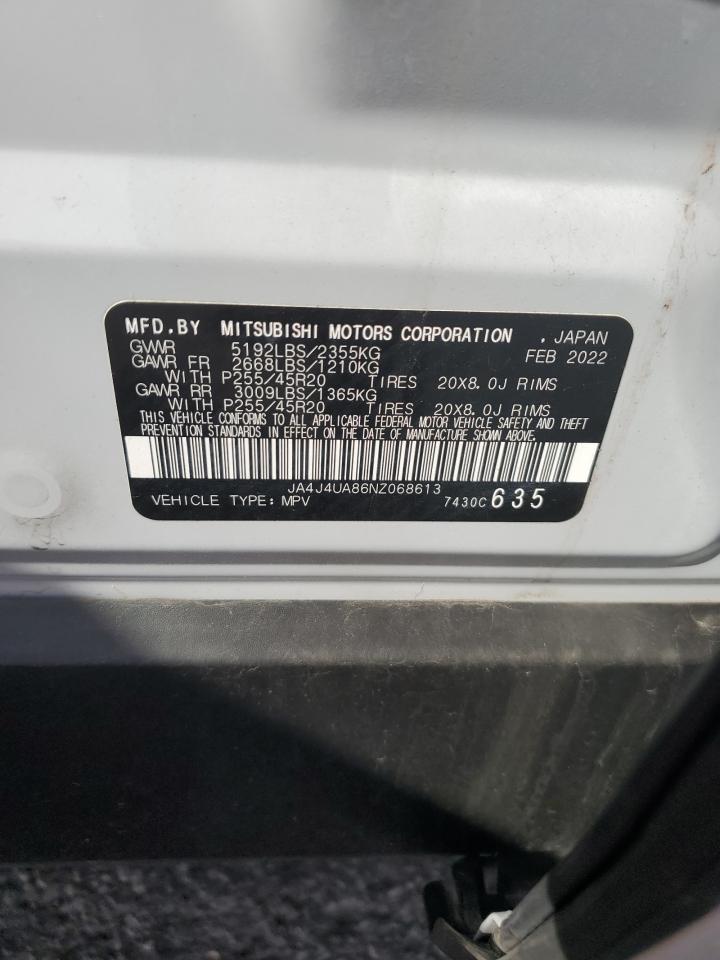 MFD.BY MITSUBISHI MOTORS CORPORATION , JAPAN
GVWR 5192LBS/2355KG FEB 2022
GAWR FR 2668LBS/1210KG
WITH P255/45R20 TIRES 20X8.0J RIMS
GAWR RR 3009LBS/1365KG
WITH P255/45R20 TIRES 20X8.0J RIMS
THIS VEHICLE CONFORMS TO ALL APPLICABLE FEDERAL MOTOR VEHICLE SAFETY AND THEFT
PREVENTION STANDARDS IN EFFECT ON THE DATE OF MANUFACTURE SHOWN ABOVE.
JA4J4UA86NZ068613
VEHICLE TYPE: MPV 7430C 635